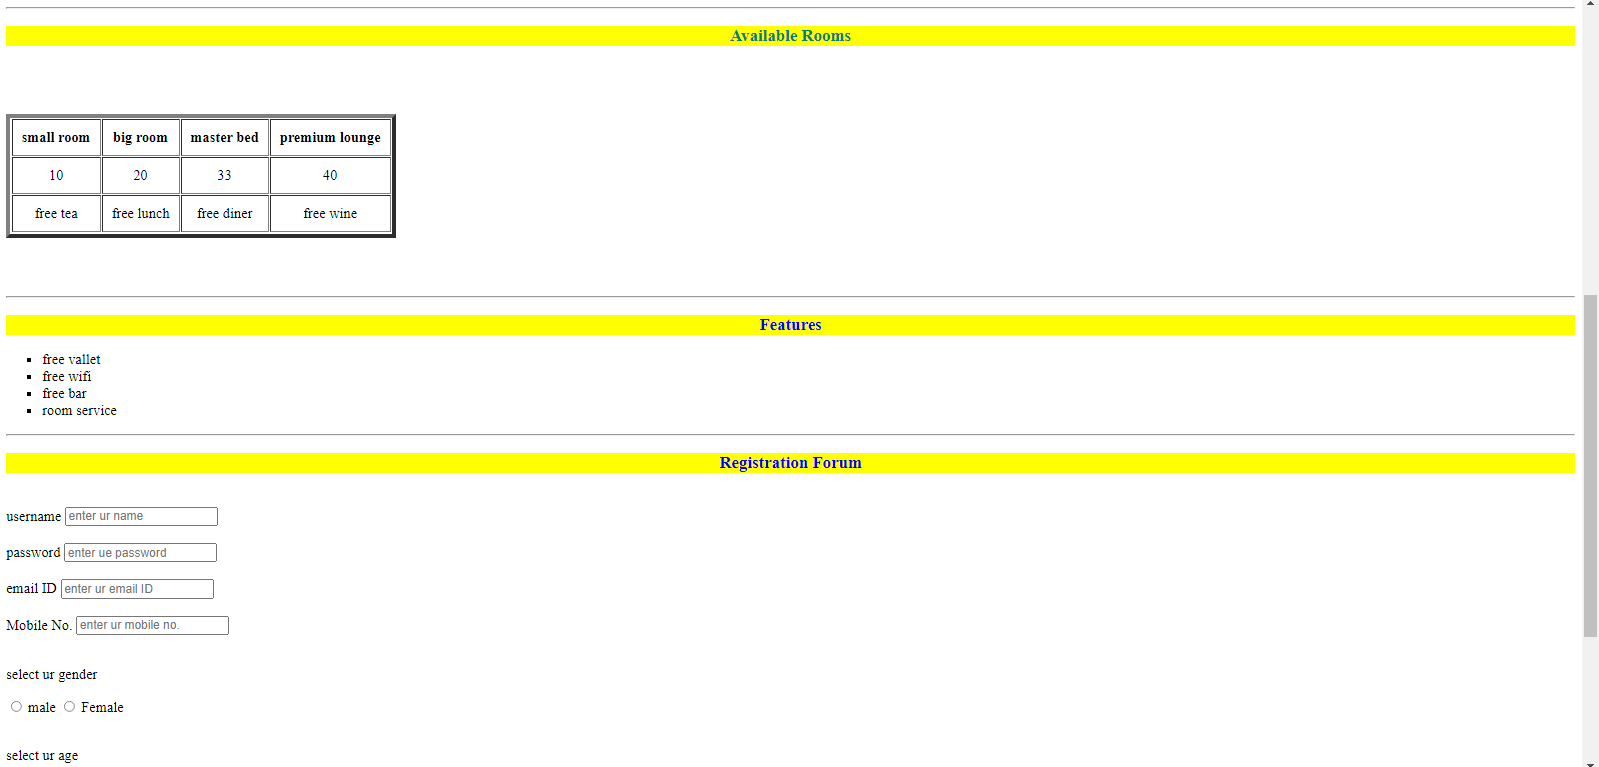 Available Rooms
small room big room master bed premium lounge
10 20 33 40
free tea free lunch free diner free wine
Features
free vallet
free wifi
free bar
room service
Registration Forum
username enter ur name
password enter ue password
email ID enter ur email ID
Mobile No. enter ur mobile no.
select ur gender
male Female
select ur age